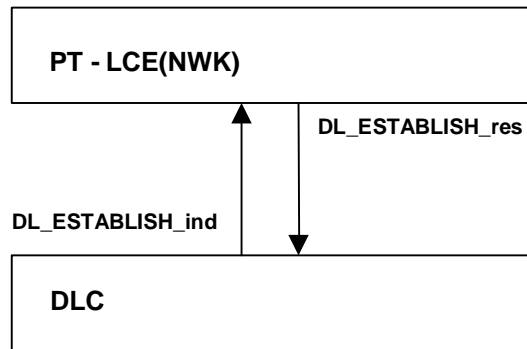 PT - LCE(NWK)
DL_ESTABLISH_res
DL_ESTABLISH_ind
DLC